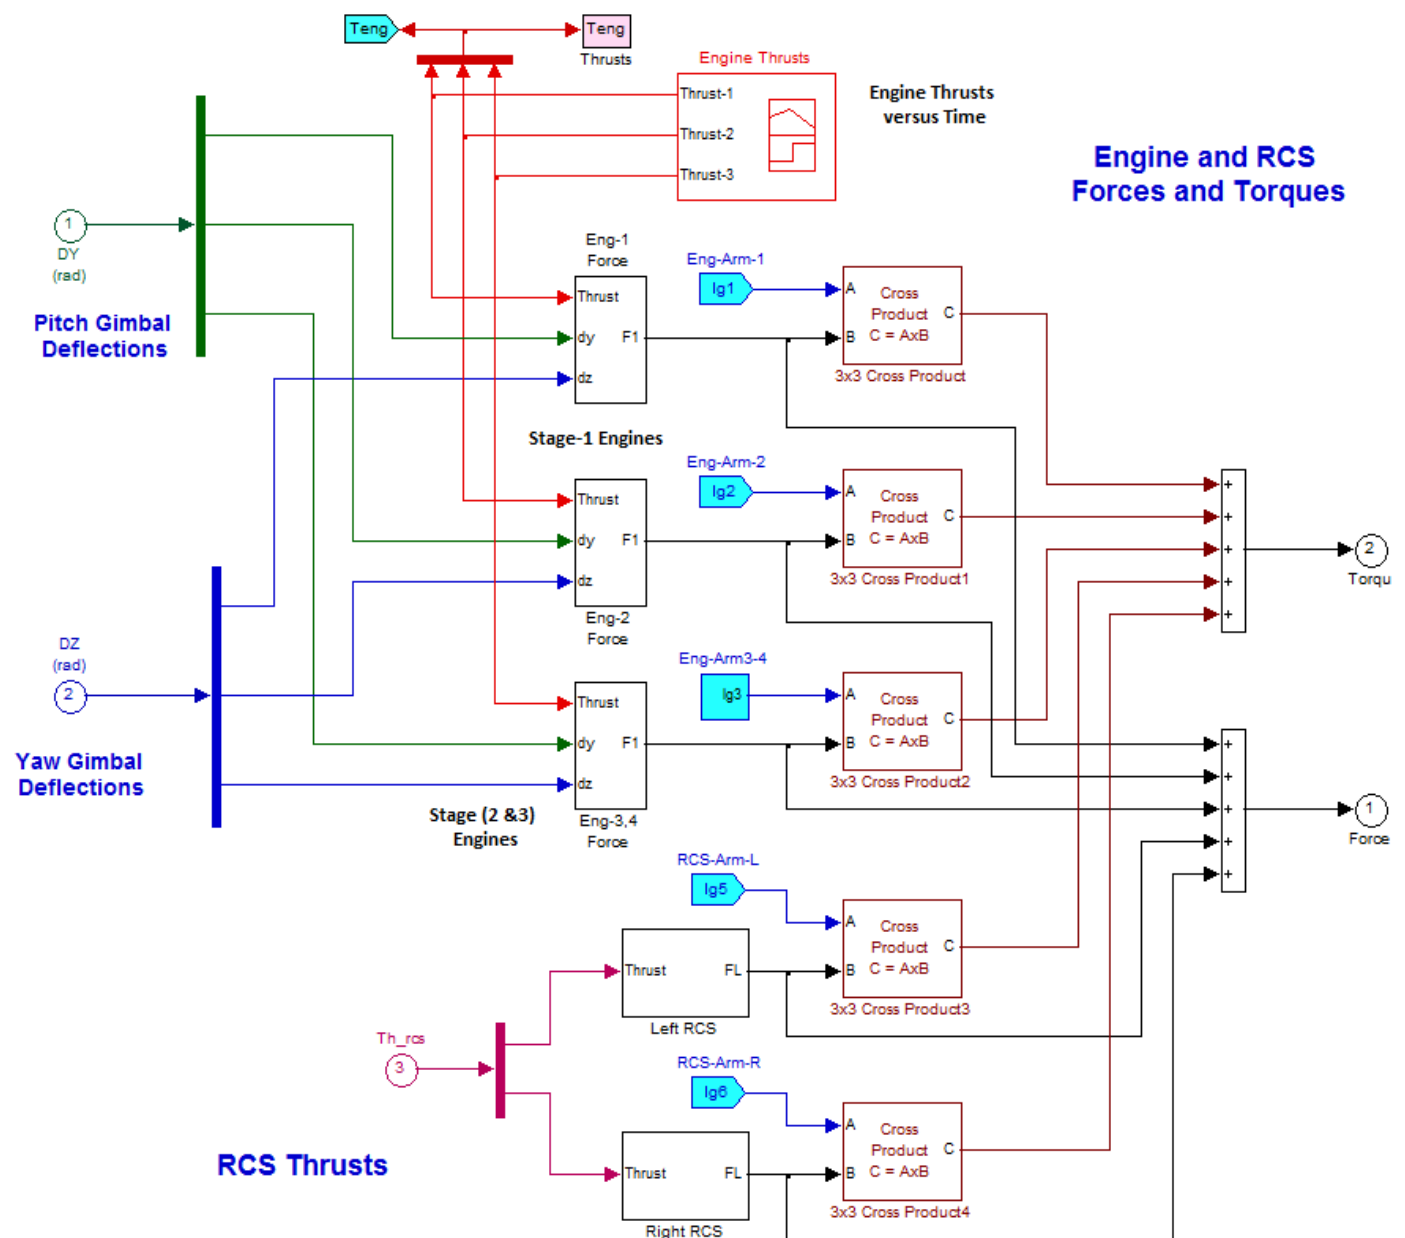 Teng
Teng
Thrusts
Engine Thrusts
Thrust-1
Thrust-2
Thrust-3
Engine Thrusts
versus Time
Engine and RCS
Forces and Torques
1
DY
(rad)
Pitch Gimbal
Deflections
Eng-1
Force
Thrust
dy
dz
F1
Eng-Arm-1
lg1
A
B
Cross
Product
C = AxB
C
3x3 Cross Product
Stage-1 Engines
Thrust
dy
dz
F1
Eng-2
Force
Eng-Arm-2
lg2
A
B
Cross
Product
C = AxB
C
3x3 Cross Product1
+
+
+
+
+
2
Torqu
DZ
(rad)
2
Yaw Gimbal
Deflections
Thrust
dy
dz
F1
Eng-3,4
Force
Stage (2 &3)
Engines
Eng-Arm3-4
lg3
A
B
Cross
Product
C = AxB
C
3x3 Cross Product2
+
+
+
+
+
1
Force
RCS-Arm-L
lg5
A
B
Cross
Product
C = AxB
C
3x3 Cross Product3
Thrust
FL
Left RCS
Th_rcs
3
RCS-Arm-R
lg6
A
B
Cross
Product
C = AxB
C
3x3 Cross Product4
RCS Thrusts
Thrust
FL
Right RCS